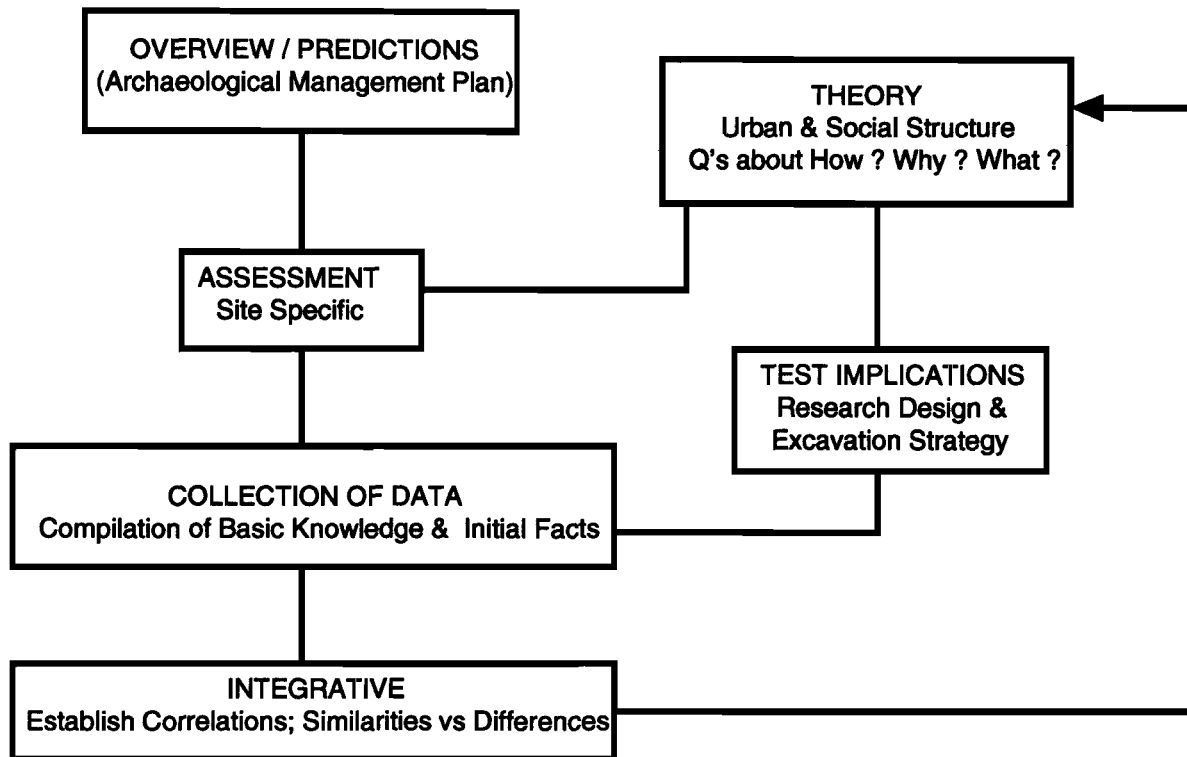 OVERVIEW / PREDICTIONS
(Archaeological Management Plan)
THEORY
Urban & Social Structure
Q's about How ? Why ? What ?
ASSESSMENT
Site Specific
TEST IMPLICATIONS
Research Design &
Excavation Strategy
COLLECTION OF DATA
Compilation of Basic Knowledge & Initial Facts
INTEGRATIVE
Establish Correlations; Similarities vs Differences